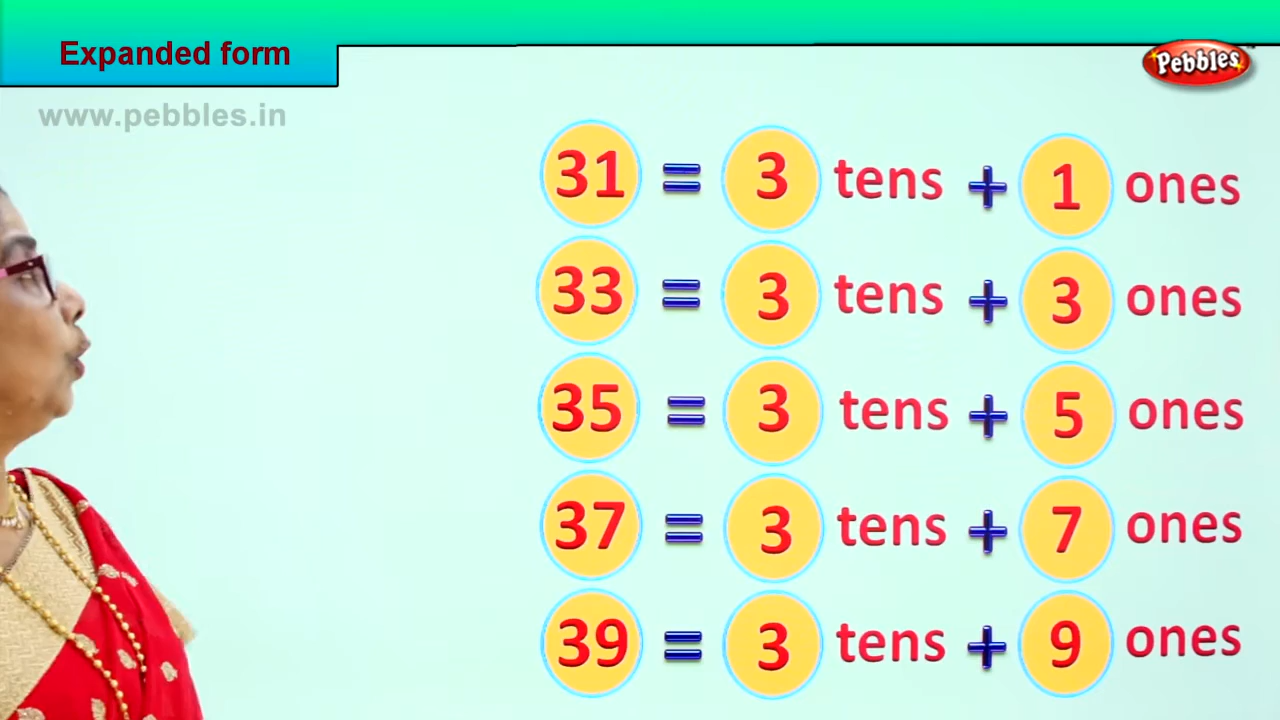 Expanded form
Pebbles
www.pebbles.in
31 = 3 tens + 1 ones
33 = 3 tens + 3 ones
35 = 3 tens + 5 ones
37 = 3 tens + 7 ones
39 = 3 tens + 9 ones